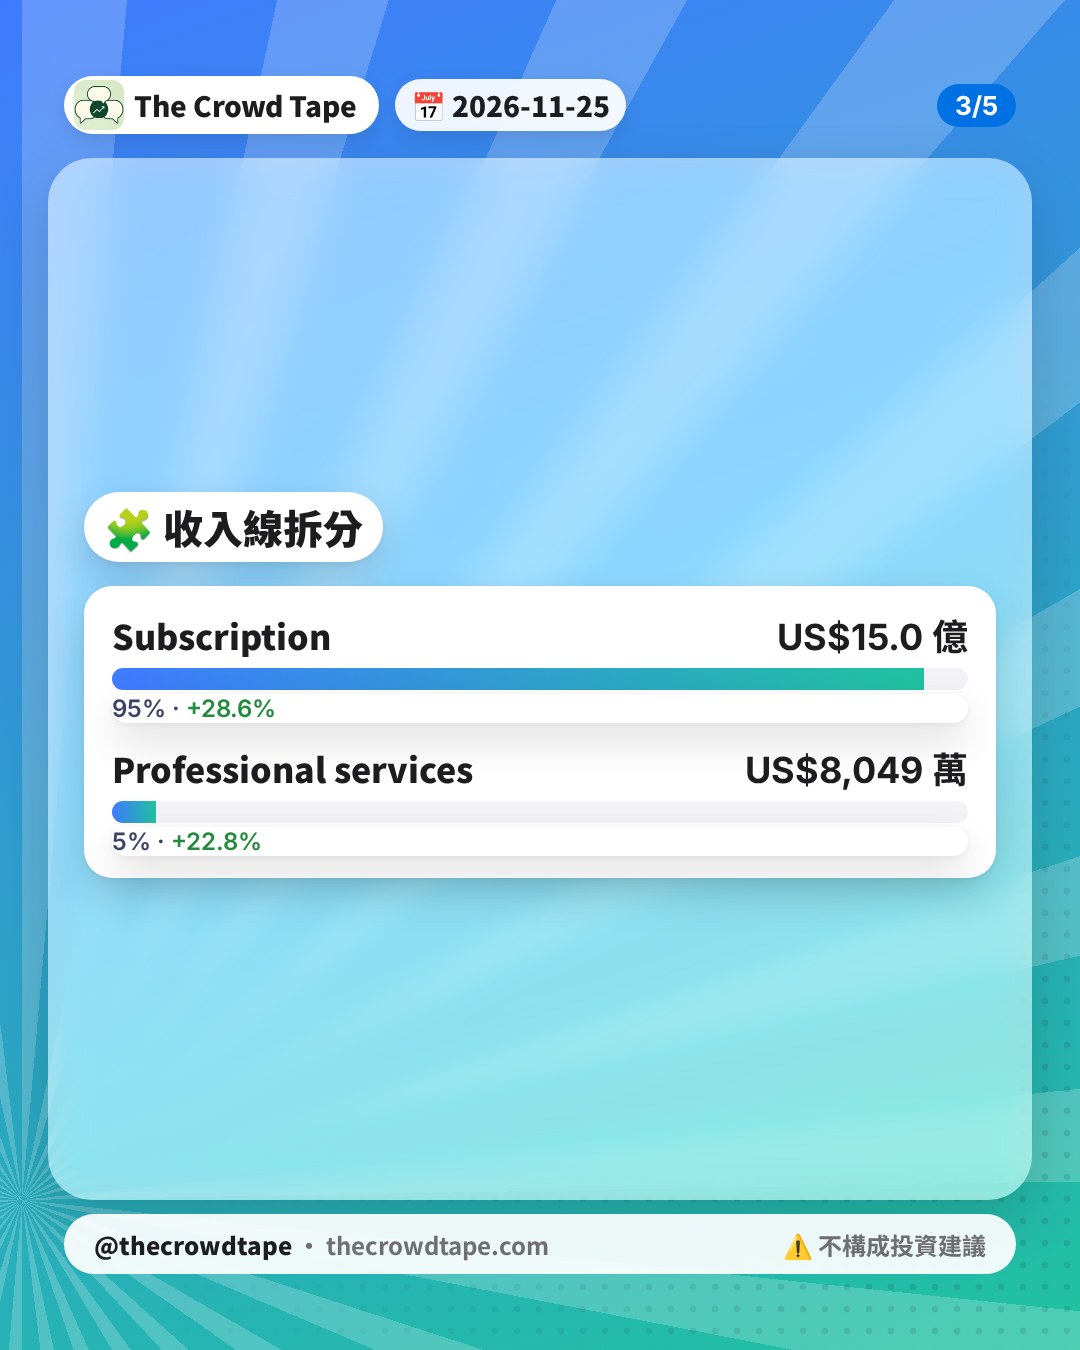 The Crowd Tape
July
2026-11-25
3/5
收入線拆分
Subscription
US$15.0 億
95% · +28.6%
Professional services
US$8,049 萬
5% · +22.8%
@thecrowdtape · thecrowdtape.com
不構成投資建議